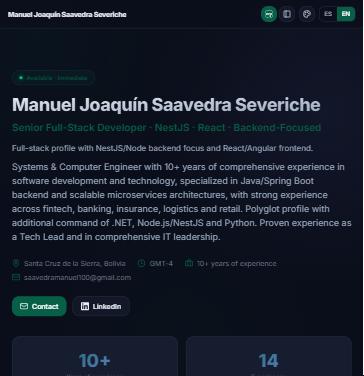 Manuel Joaquín Saavedra Severiche
ES EN
Available · Immediate
Manuel Joaquín Saavedra Severiche
Senior Full-Stack Developer · NestJS · React · Backend-Focused
Full-stack profile with NestJS/Node backend focus and React/Angular frontend.
Systems & Computer Engineer with 10+ years of comprehensive experience in
software development and technology, specialized in Java/Spring Boot
backend and scalable microservices architectures, with strong experience
across fintech, banking, insurance, logistics and retail. Polyglot profile with
additional command of .NET, Node.js/NestJS and Python. Proven experience as
a Tech Lead and in comprehensive IT leadership.
Santa Cruz de la Sierra, Bolivia GMT-4 10+ years of experience
saavedramanuel100@gmail.com
Contact LinkedIn
10+ 14